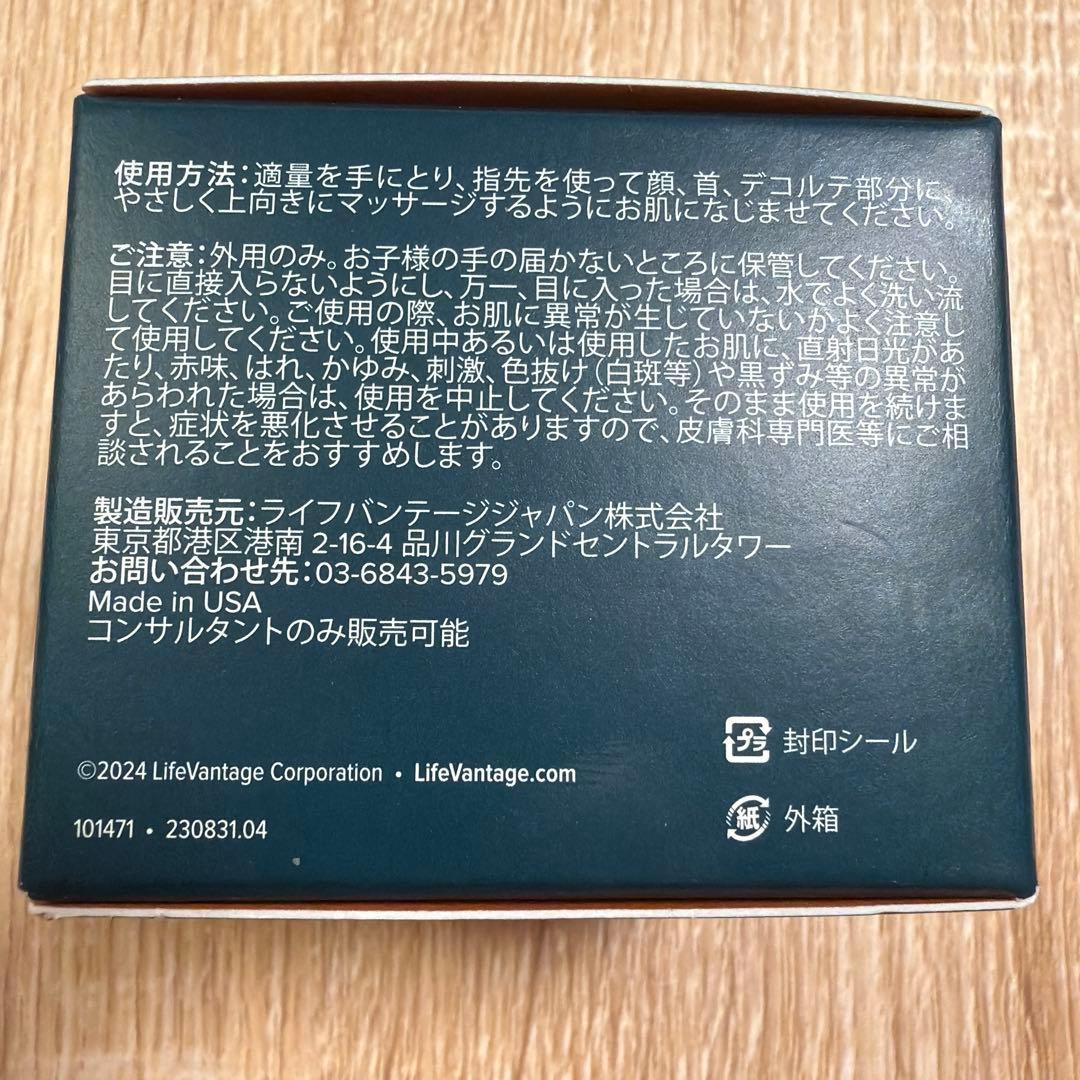 使用方法：適量を手にとり、指先を使って顔、首、デコルテ部分に、
やさしく上向きにマッサージするようにお肌になじませてください。
ご注意：外用のみ。お子様の手の届かないところに保管してください。
目に直接入らないようにし、万一、目に入った場合は、水でよく洗い流
してください。ご使用の際、お肌に異常が生じていないかよく注意し
て使用してください。使用中あるいは使用したお肌に、直射日光があ
たり、赤味、はれ、かゆみ、刺激、色抜け（白斑等）や黒ずみ等の異常が
あらわれた場合は、使用を中止してください。そのまま使用を続けま
すと、症状を悪化させることがありますので、皮膚科専門医等にご相
談されることをおすすめします。
製造販売元：ライフバンテージジャパン株式会社
東京都港区港南 2-16-4 品川グランドセントラルタワー
お問い合わせ先：03-6843-5979
Made in USA
コンサルタントのみ販売可能
プラ 封印シール
©2024 LifeVantage Corporation • LifeVantage.com
紙 外箱
101471 • 230831.04